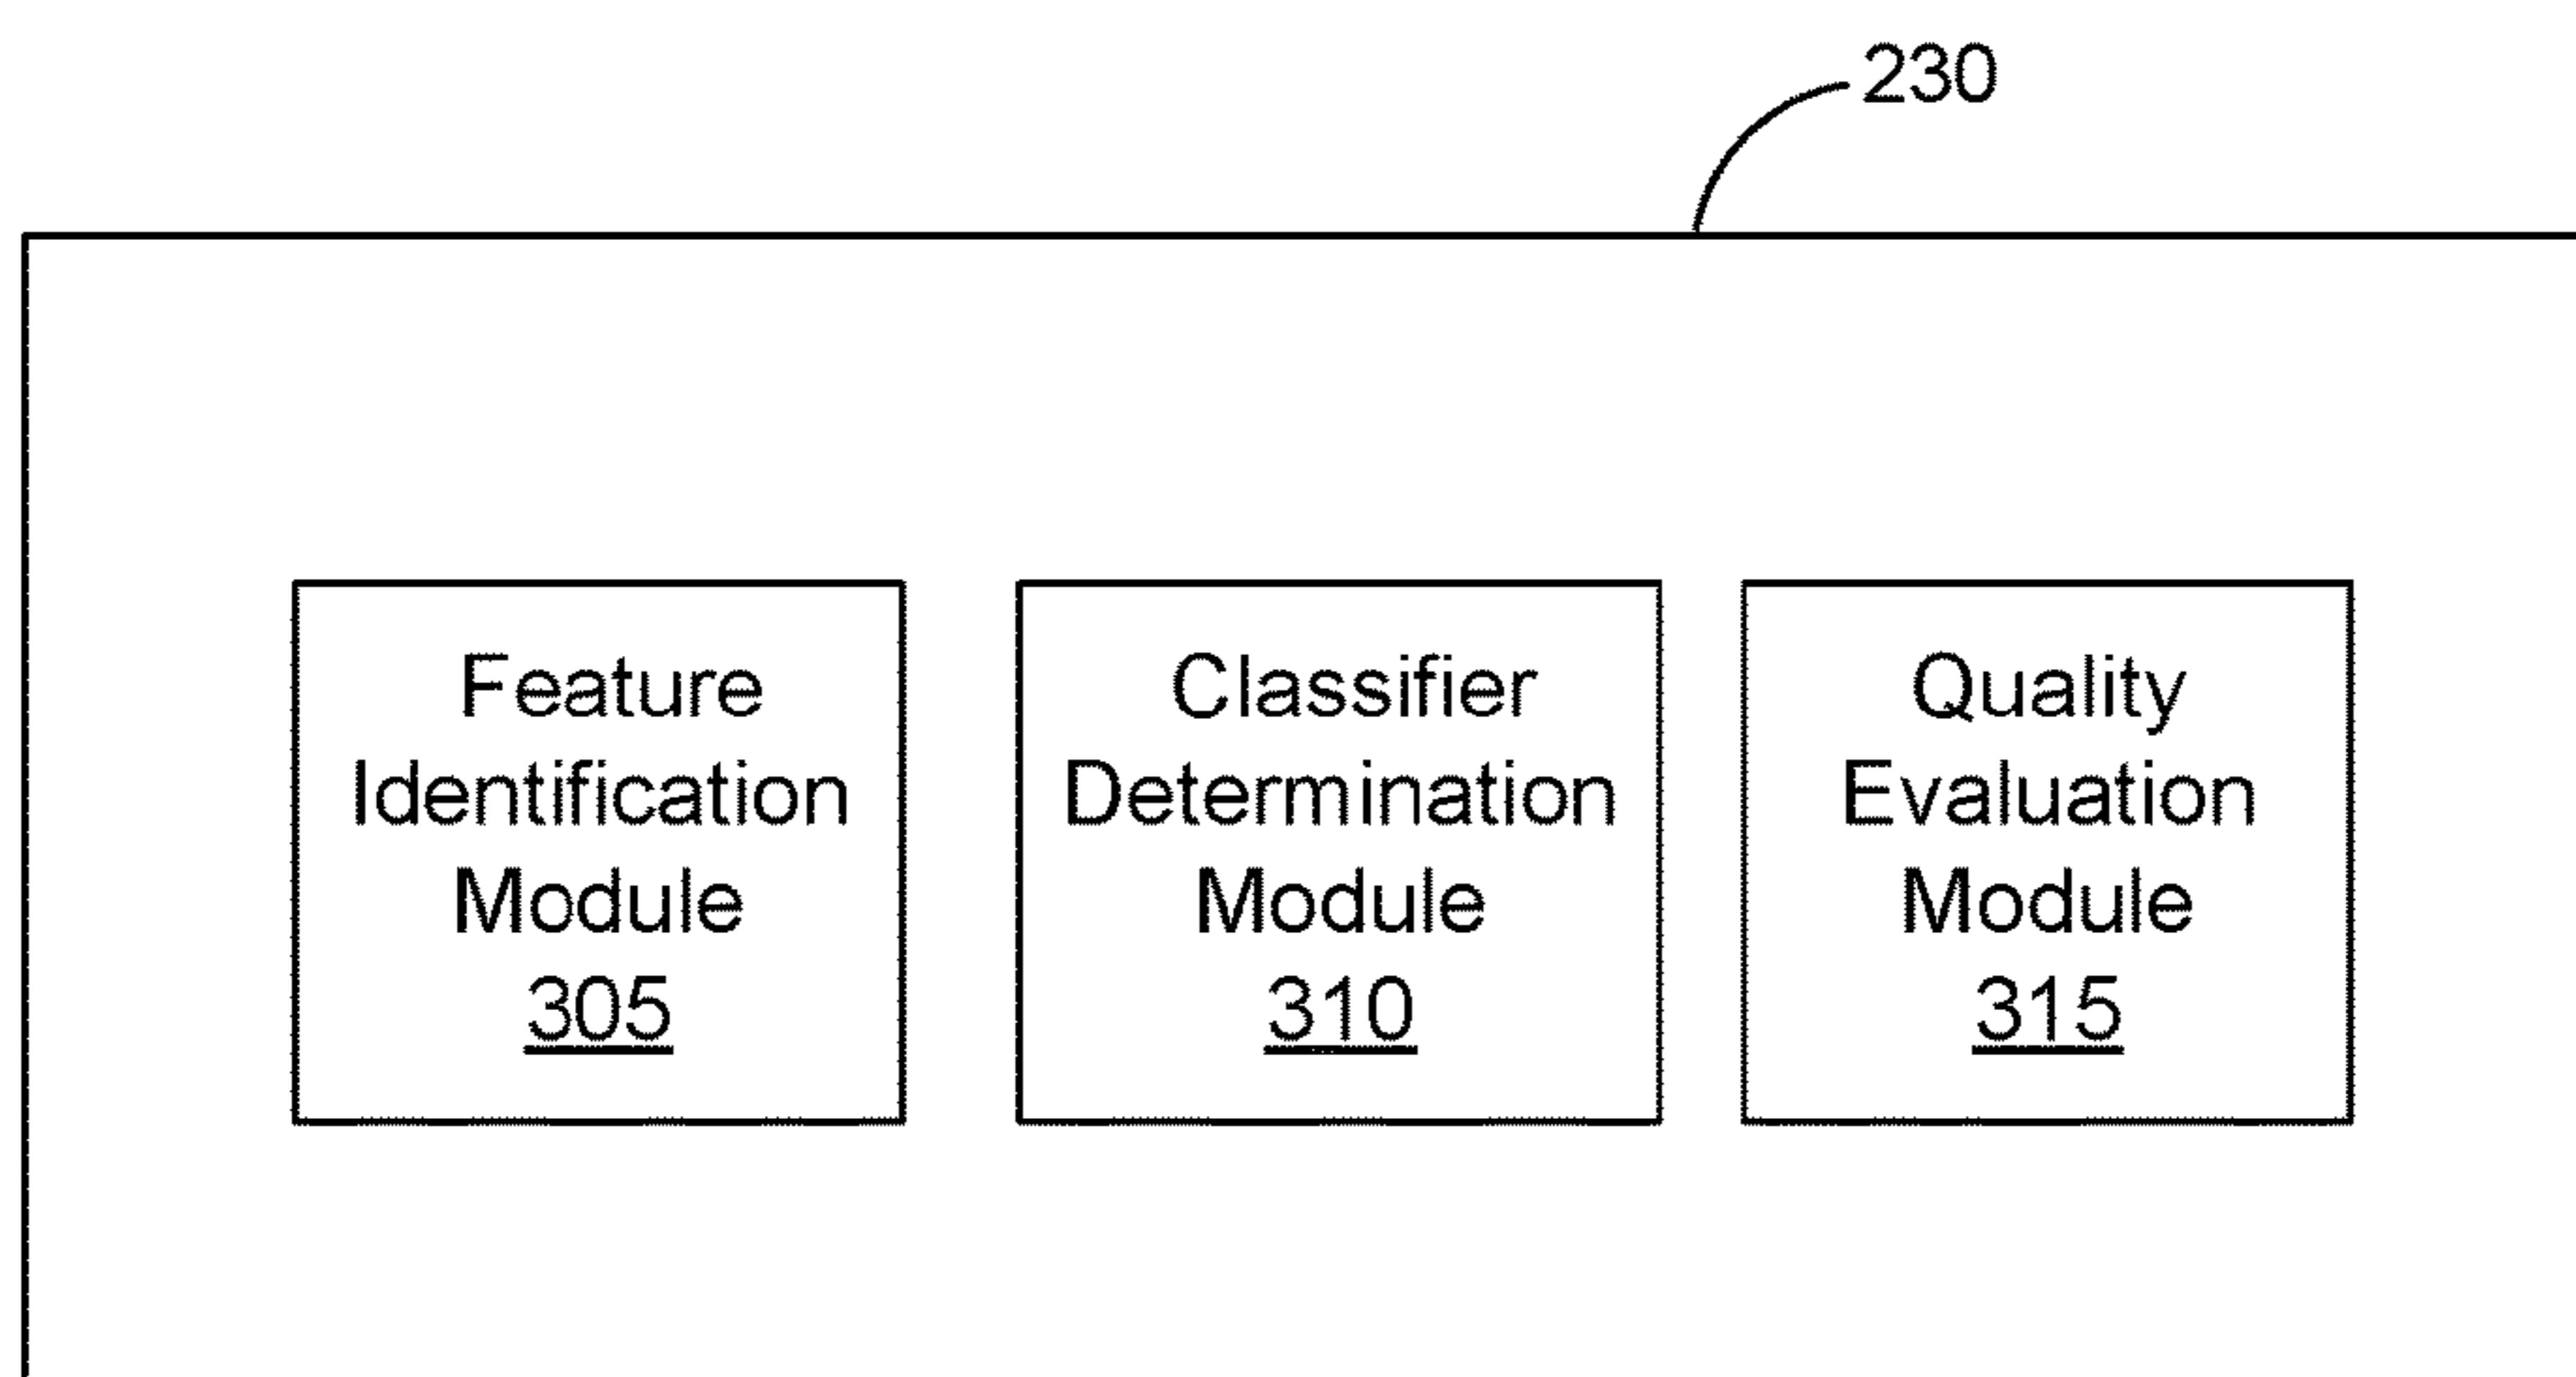 230
Feature
Identification
Module
305
Classifier
Determination
Module
310
Quality
Evaluation
Module
315